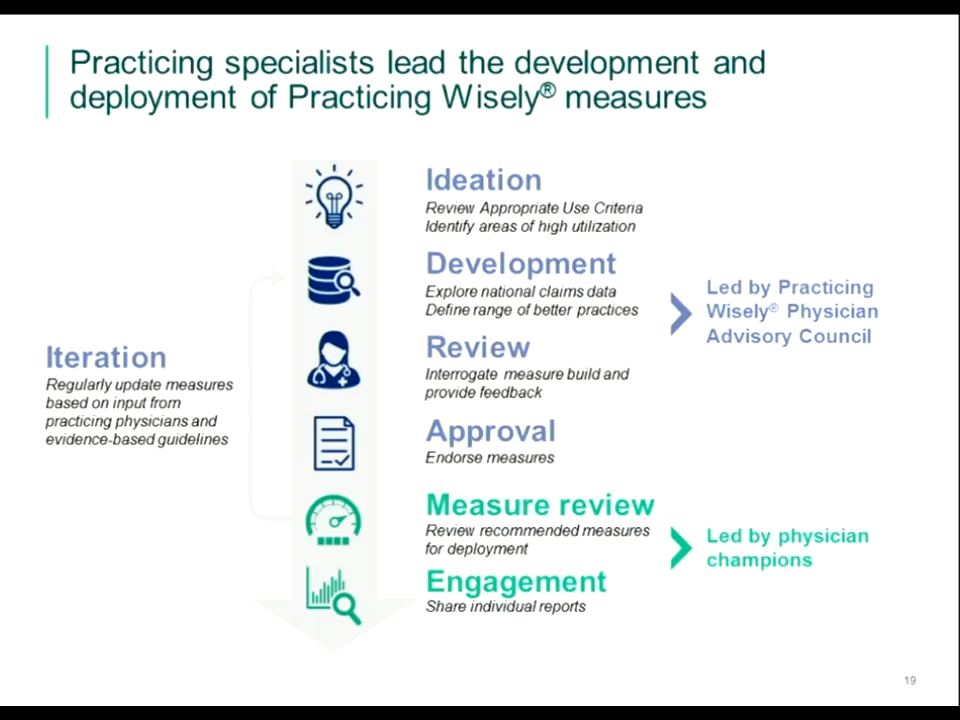 Practicing specialists lead the development and
deployment of Practicing Wisely® measures
Ideation
Review Appropriate Use Criteria
Identify areas of high utilization
Development
Explore national claims data
Define range of better practices
Led by Practicing
Wisely® Physician
Advisory Council
Review
Interrogate measure build and
provide feedback
Iteration
Regularly update measures
based on input from
practicing physicians and
evidence-based guidelines
Approval
Endorse measures
Measure review
Review recommended measures
for deployment
Led by physician
champions
Engagement
Share individual reports
19